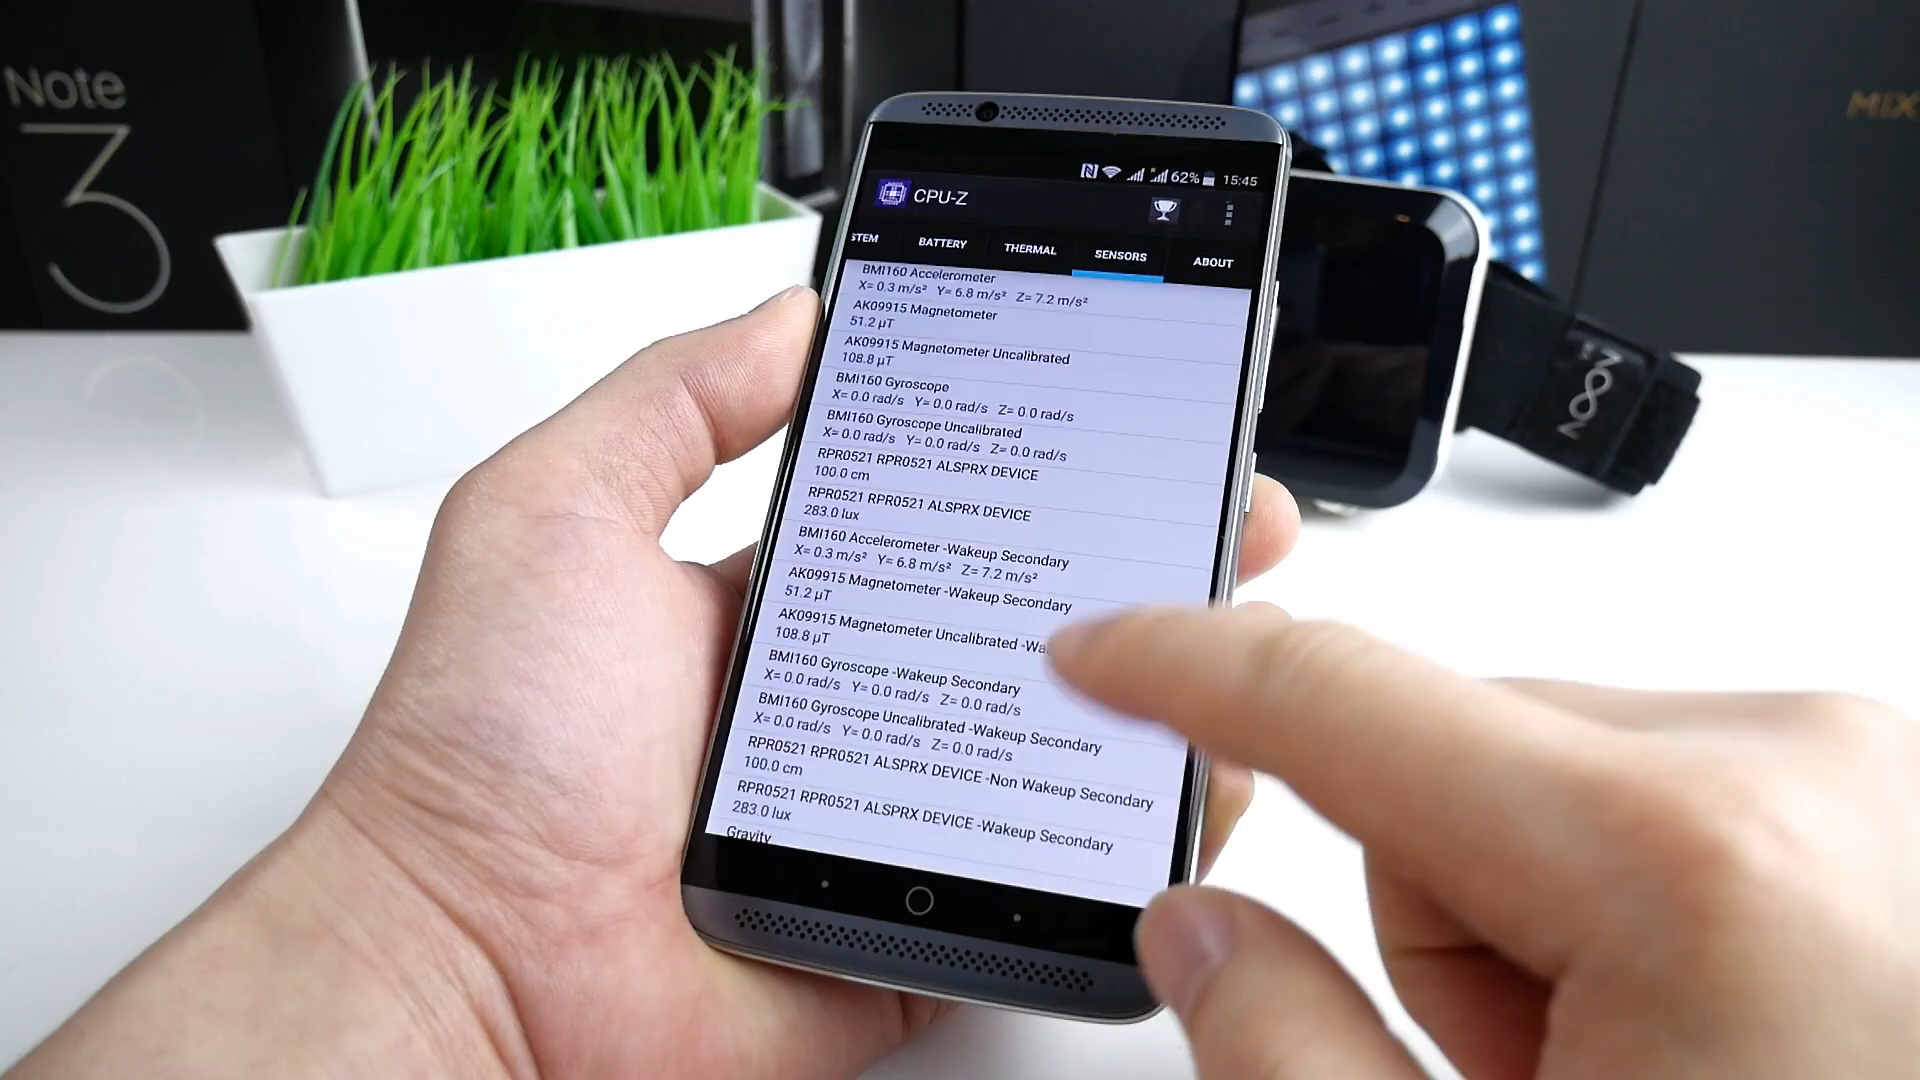 Note
3
MIX
62% 15:45
CPU-Z
STEM BATTERY THERMAL SENSORS ABOUT
BMI160 Accelerometer
X= 0.3 m/s² Y= 6.8 m/s² Z= 7.2 m/s²
AK09915 Magnetometer
51.2 μT
AK09915 Magnetometer Uncalibrated
108.8 μT
BMI160 Gyroscope
X= 0.0 rad/s Y= 0.0 rad/s Z= 0.0 rad/s
BMI160 Gyroscope Uncalibrated
X= 0.0 rad/s Y= 0.0 rad/s Z= 0.0 rad/s
RPR0521 RPR0521 ALSPRX DEVICE
100.0 cm
RPR0521 RPR0521 ALSPRX DEVICE
283.0 lux
BMI160 Accelerometer -Wakeup Secondary
X= 0.3 m/s² Y= 6.8 m/s² Z= 7.2 m/s²
AK09915 Magnetometer -Wakeup Secondary
51.2 μT
AK09915 Magnetometer Uncalibrated -Wa
108.8 μT
BMI160 Gyroscope -Wakeup Secondary
X= 0.0 rad/s Y= 0.0 rad/s Z= 0.0 rad/s
BMI160 Gyroscope Uncalibrated -Wakeup Secondary
X= 0.0 rad/s Y= 0.0 rad/s Z= 0.0 rad/s
RPR0521 RPR0521 ALSPRX DEVICE -Non Wakeup Secondary
100.0 cm
RPR0521 RPR0521 ALSPRX DEVICE -Wakeup Secondary
283.0 lux
Gravity
NOON